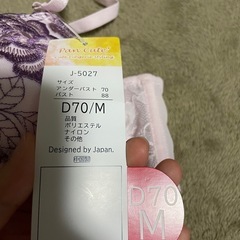 J-5027
サイズ
アンダーバスト 70
バスト 88
D70/M
品質
ポリエステル
ナイロン
その他
Designed by Japan.
D70
M